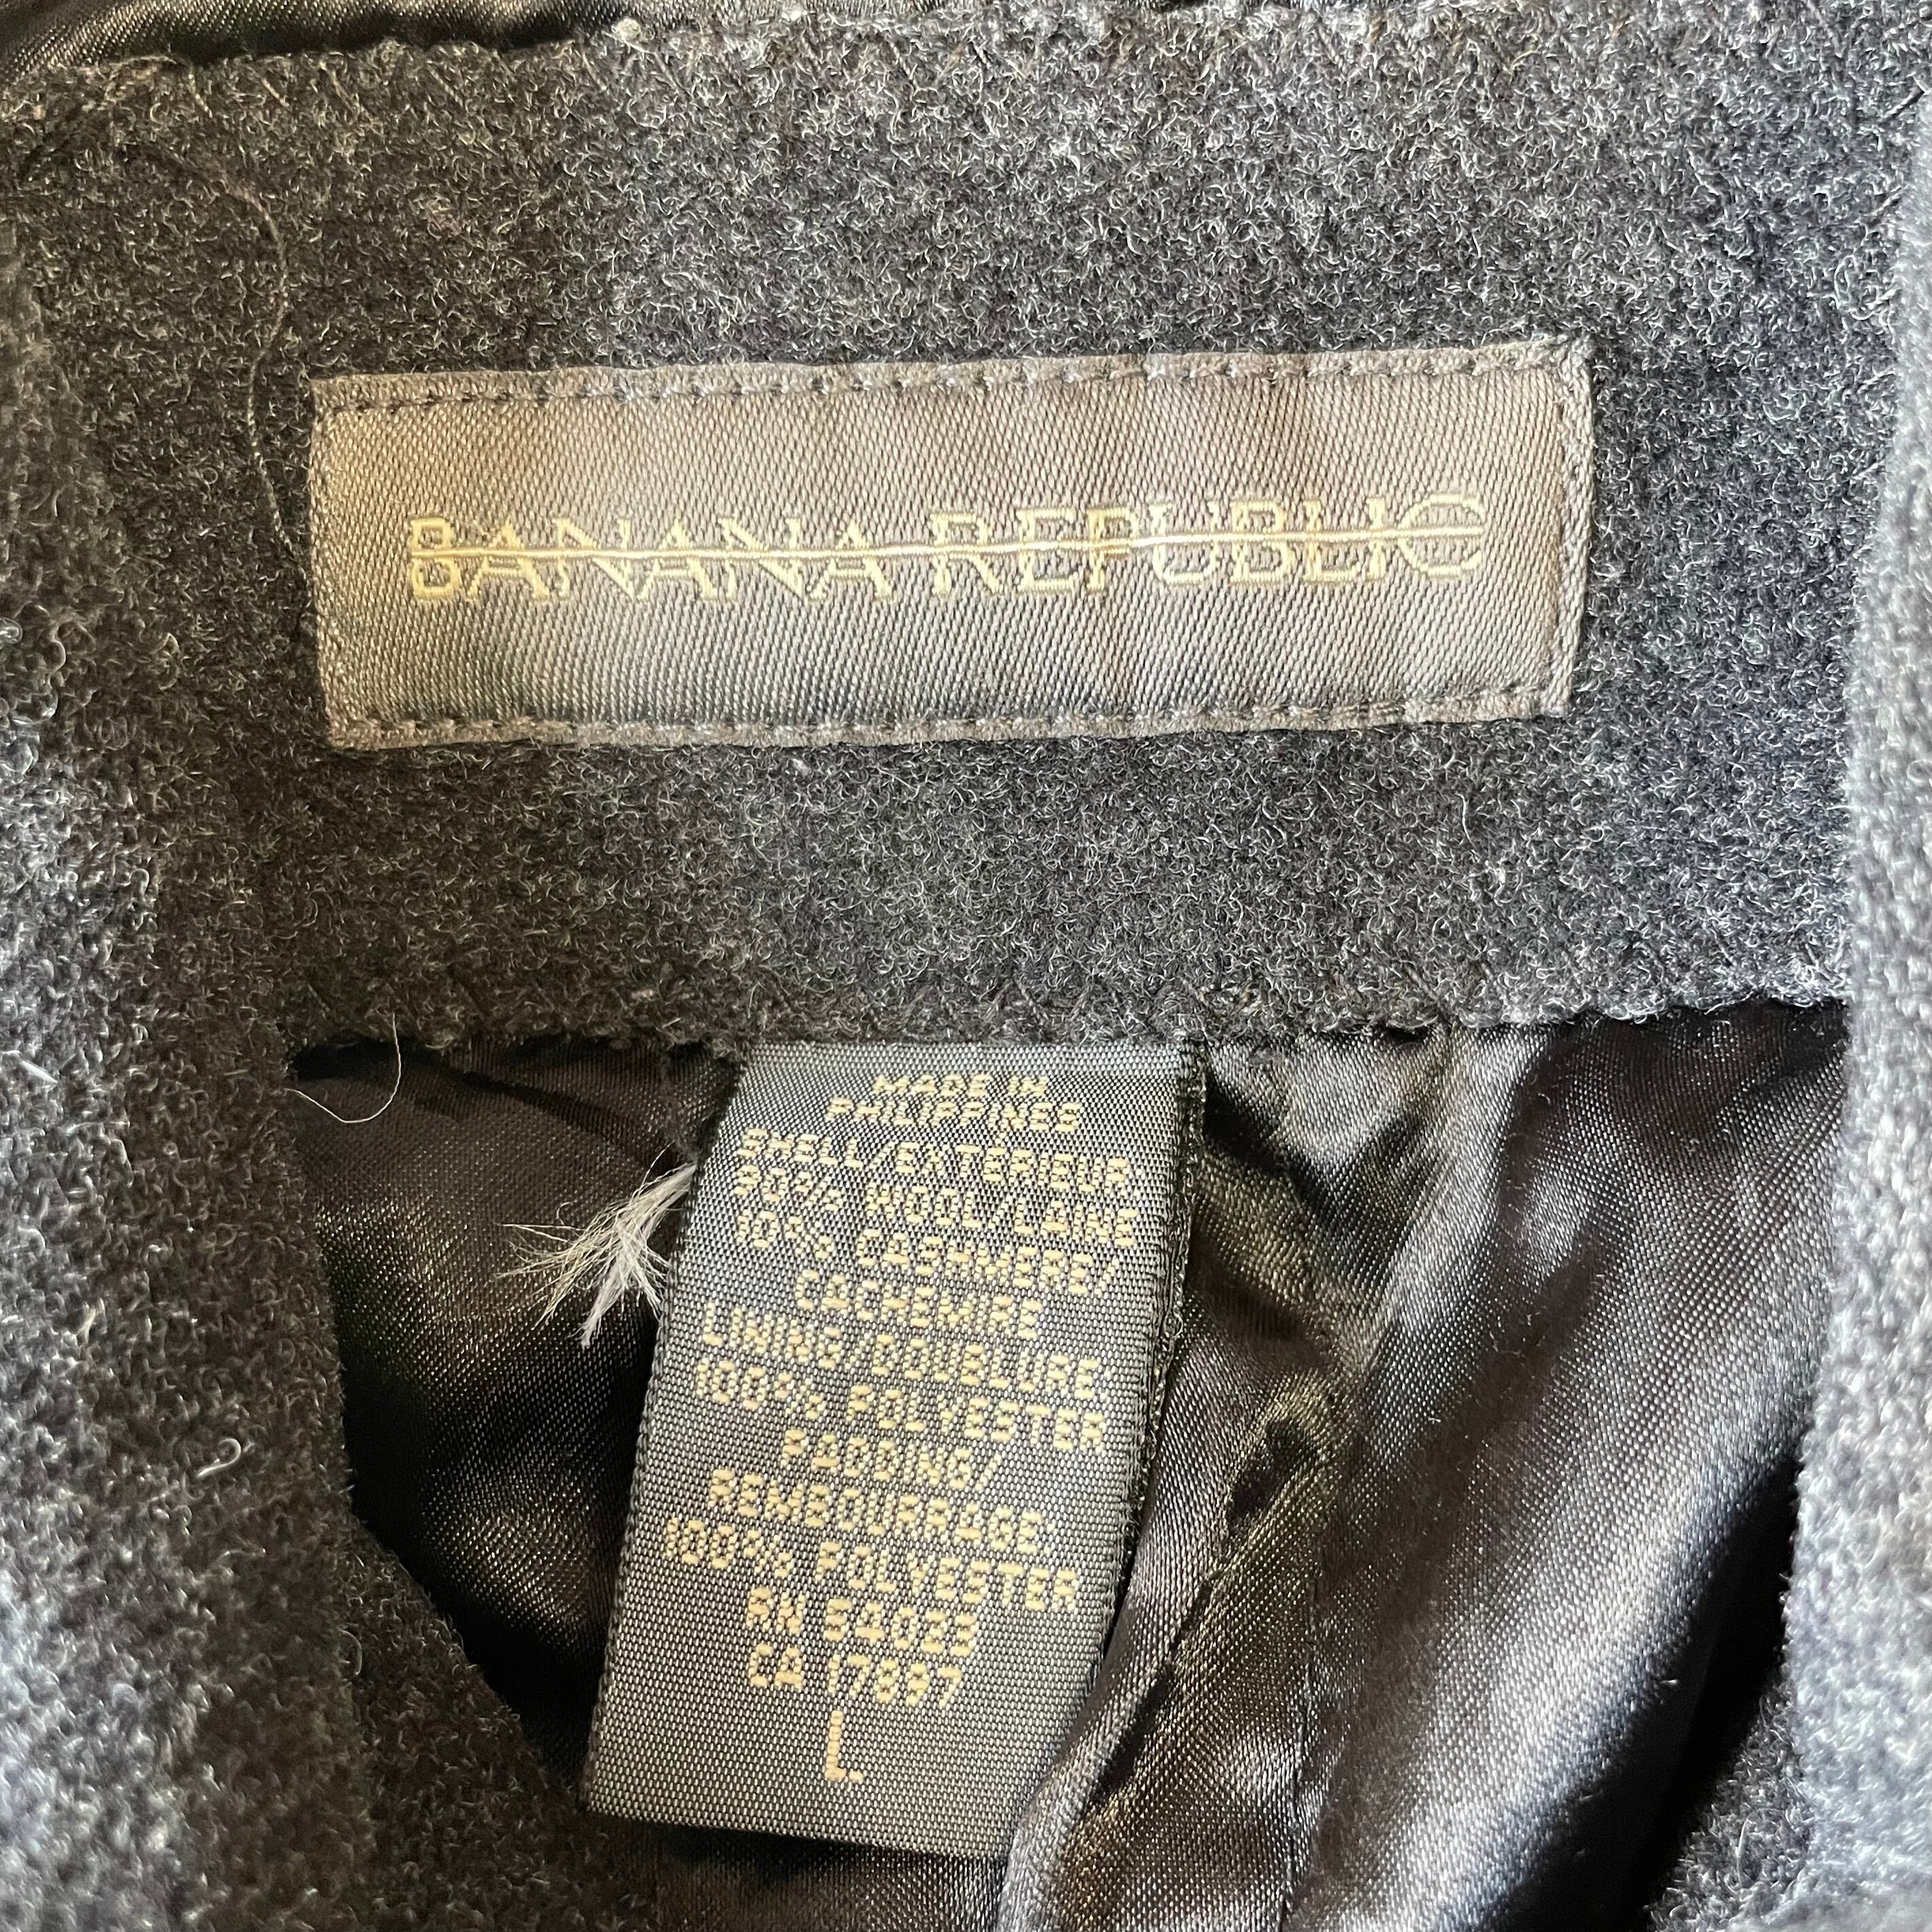 BANANA REPUBLIC
MADE IN
PHILIPPINES
SHELL/EXTÉRIEUR
90% WOOL/LAINE
10% CASHMERE/
CACHEMIRE
LINING/DOUBLURE:
100% POLYESTER
PADDING/
REMBOURRAGE:
100% POLYESTER
RN 54023
CA 17897
L